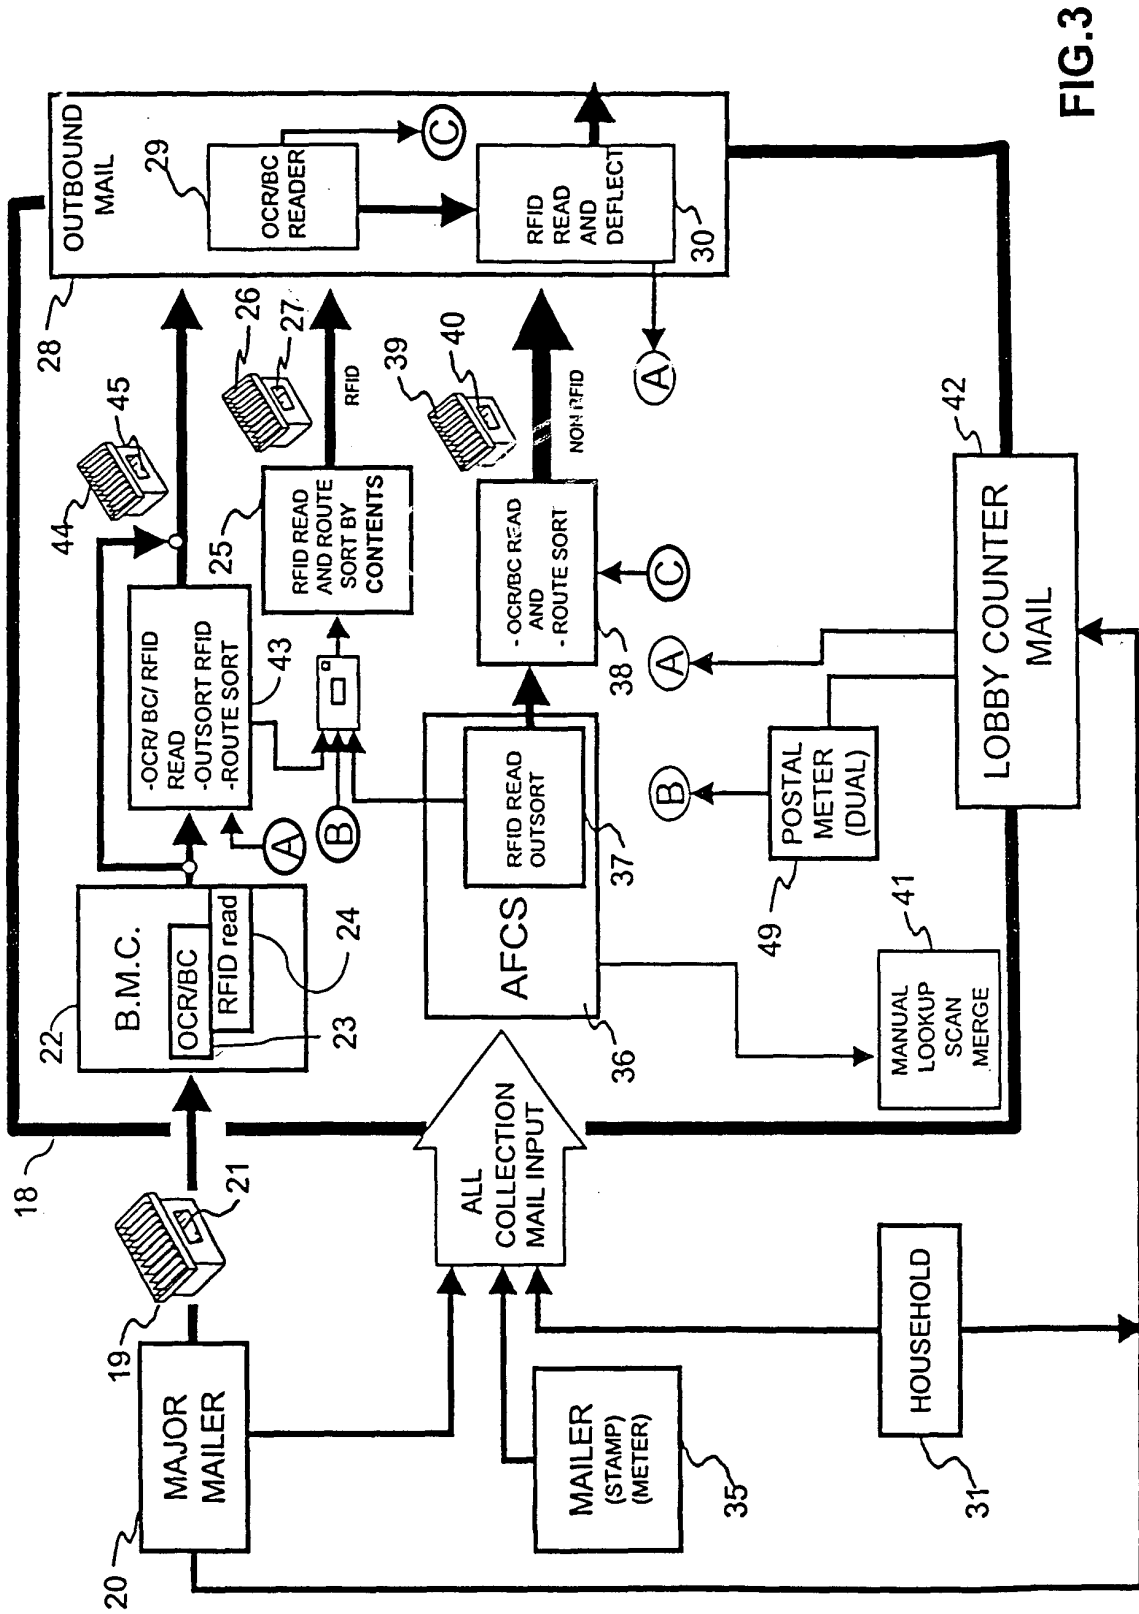 20
MAJOR
MAILER
19
21
18
22
B.M.C.
OCR/BC
RFID read
23
24
-OCR/ BC/ RFID
READ
-OUTSORT RFID
-ROUTE SORT
43
A
B
44
45
25
RFID READ
AND ROUTE
SORT BY
CONTENTS
26
27
RFID
28
OUTBOUND
MAIL
29
OCR/BC
READER
C
RFID
READ
AND
DEFLECT
30
A
ALL
COLLECTION
MAIL INPUT
AFCS
36
RFID READ
OUTSORT
37
- OCR/BC READ
AND
- ROUTE SORT
38
39
40
NON RFID
C
A
B
MAILER
(STAMP)
(METER)
35
HOUSEHOLD
31
MANUAL
LOOKUP
SCAN
MERGE
41
POSTAL
METER
(DUAL)
49
LOBBY COUNTER
MAIL
42
FIG.3